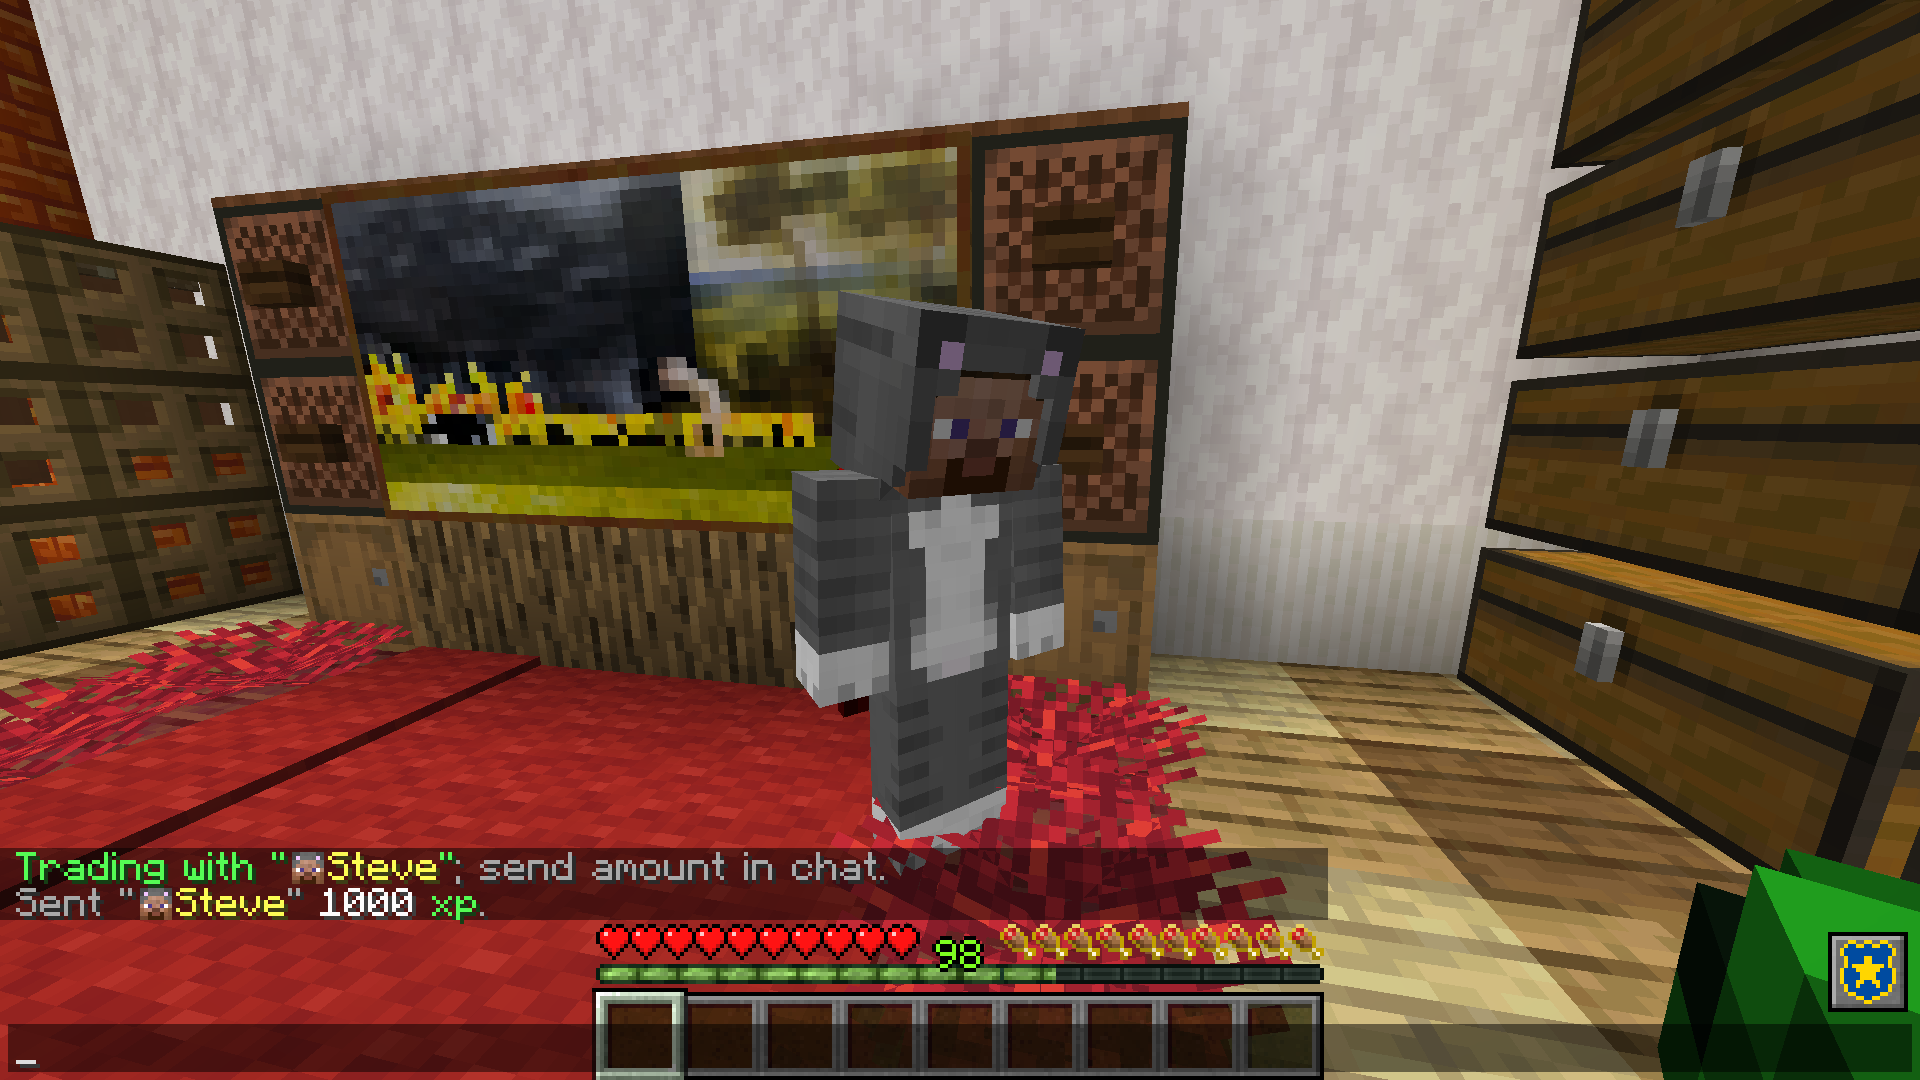 Trading with "Steve"; send amount in chat.
Sent "Steve" 1000 xp.
98
_